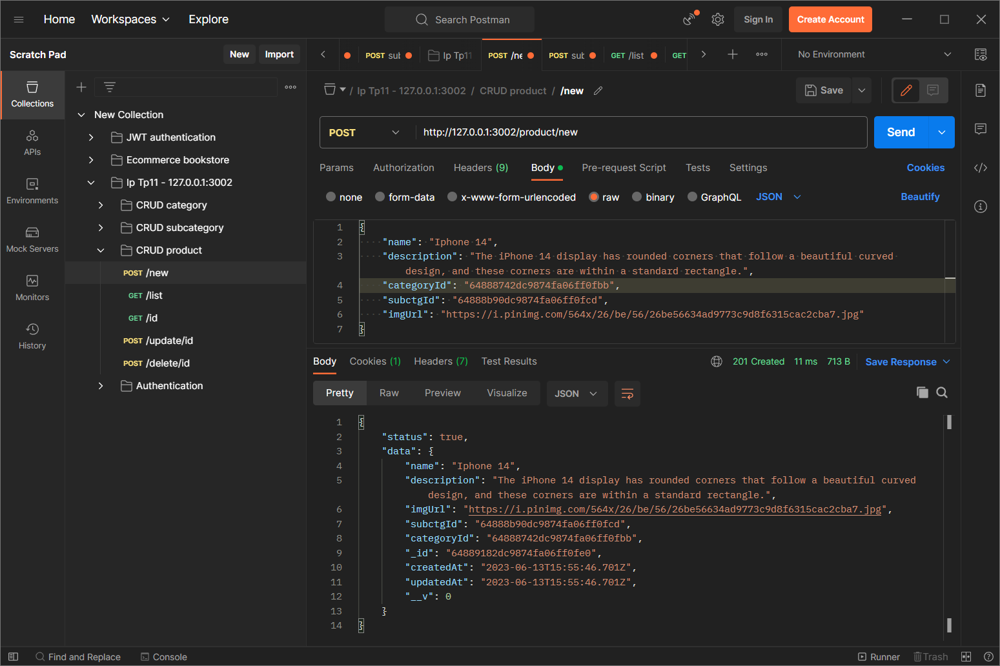 Home Workspaces Explore Search Postman Sign In Create Account
Scratch Pad New Import
POST sub Ip Tp11 POST /ne POST sub GET /list GET No Environment
Collections
APIs
Environments
Mock Servers
Monitors
History
New Collection
JWT authentication
Ecommerce bookstore
Ip Tp11 - 127.0.0.1:3002
CRUD category
CRUD subcategory
CRUD product
POST /new
GET /list
GET /id
POST /update/id
POST /delete/id
Authentication
/ Ip Tp11 - 127.0.0.1:3002 / CRUD product / /new Save
POST http://127.0.0.1:3002/product/new Send
Params Authorization Headers (9) Body Pre-request Script Tests Settings Cookies
none form-data x-www-form-urlencoded raw binary GraphQL JSON Beautify
1 {
2 "name": "Iphone 14",
3 "description": "The iPhone 14 display has rounded corners that follow a beautiful curved
design, and these corners are within a standard rectangle.",
4 "categoryId": "64888742dc9874fa06ff0fbb",
5 "subctgId": "64888b90dc9874fa06ff0fcd",
6 "imgUrl": "https://i.pinimg.com/564x/26/be/56/26be56634ad9773c9d8f6315cac2cba7.jpg"
7 }
Body Cookies (1) Headers (7) Test Results 201 Created 11 ms 713 B Save Response
Pretty Raw Preview Visualize JSON
1 {
2 "status": true,
3 "data": {
4 "name": "Iphone 14",
5 "description": "The iPhone 14 display has rounded corners that follow a beautiful curved
design, and these corners are within a standard rectangle.",
6 "imgUrl": "https://i.pinimg.com/564x/26/be/56/26be56634ad9773c9d8f6315cac2cba7.jpg",
7 "subctgId": "64888b90dc9874fa06ff0fcd",
8 "categoryId": "64888742dc9874fa06ff0fbb",
9 "_id": "64889182dc9874fa06ff0fe0",
10 "createdAt": "2023-06-13T15:55:46.701Z",
11 "updatedAt": "2023-06-13T15:55:46.701Z",
12 "__v": 0
13 }
14 }
Find and Replace Console Runner Trash